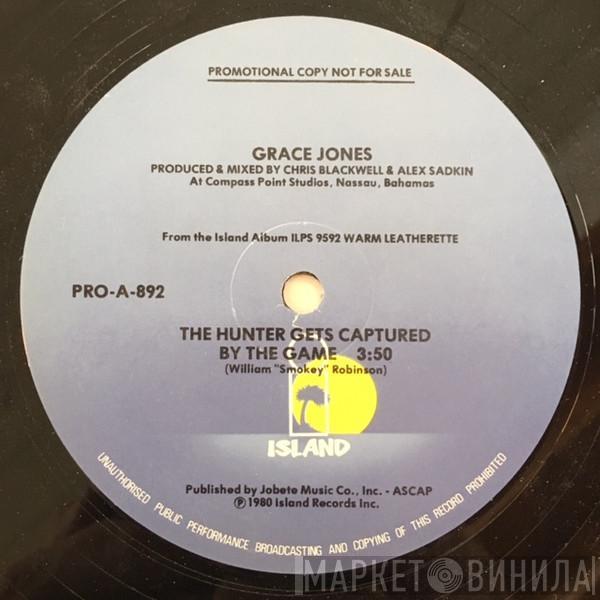 PROMOTIONAL COPY NOT FOR SALE
GRACE JONES
PRODUCED & MIXED BY CHRIS BLACKWELL & ALEX SADKIN
At Compass Point Studios, Nassau, Bahamas
From the Island Album ILPS 9592 WARM LEATHERETTE
PRO-A-892
THE HUNTER GETS CAPTURED
BY THE GAME 3:50
(William "Smokey" Robinson)
ISLAND
Published by Jobete Music Co., Inc. - ASCAP
℗ 1980 Island Records Inc.
UNAUTHORISED PUBLIC PERFORMANCE BROADCASTING AND COPYING OF THIS RECORD PROHIBITED
МАРКЕТ ВИНИЛА